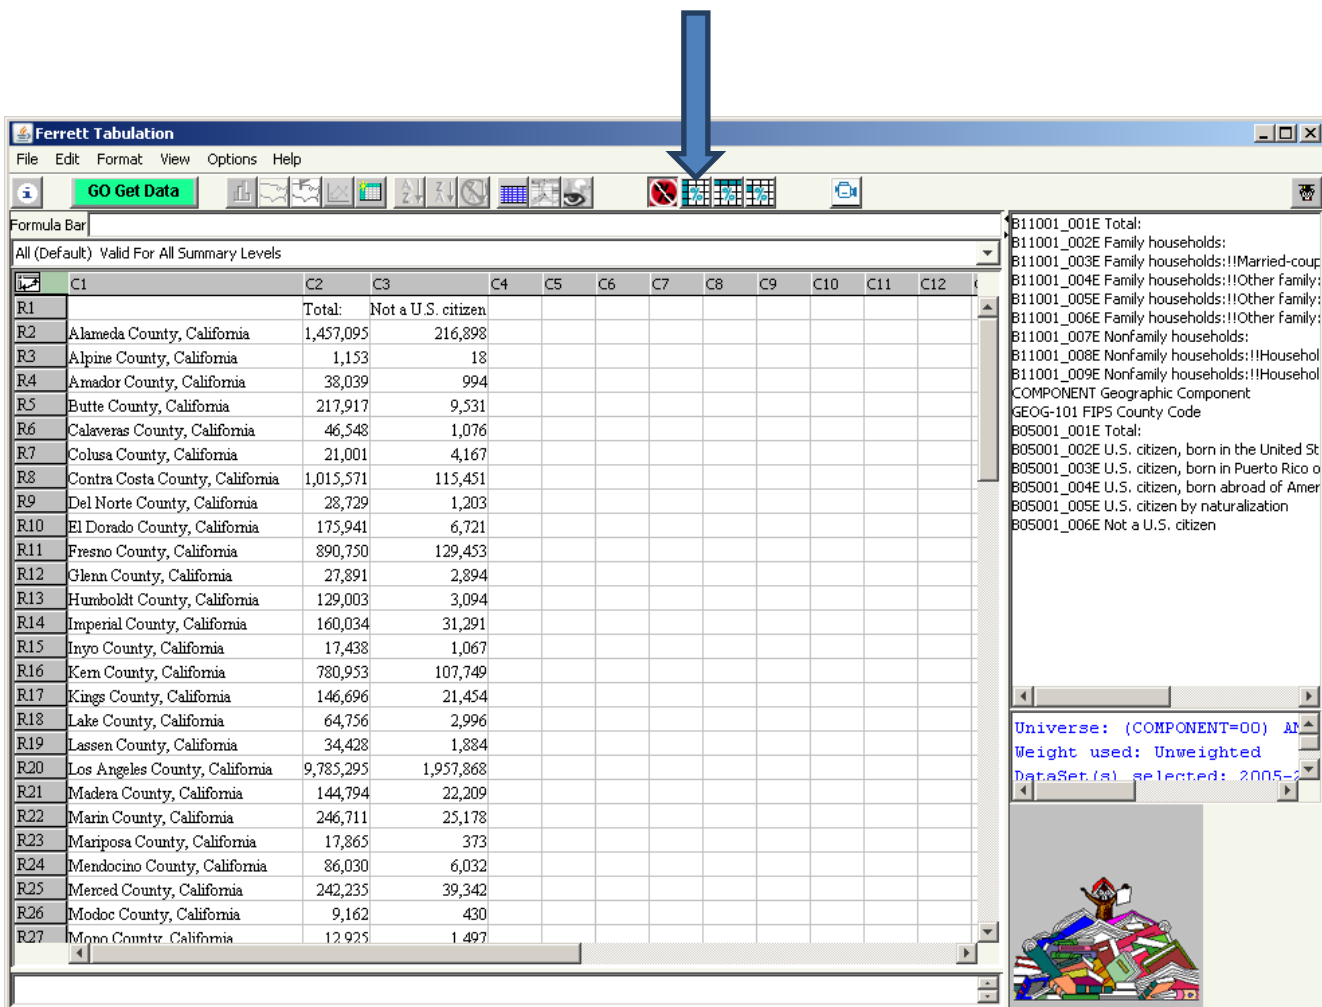 Ferrett Tabulation
File Edit Format View Options Help
GO Get Data
Formula Bar
All (Default) Valid For All Summary Levels
C1 C2 C3 C4 C5 C6 C7 C8 C9 C10 C11 C12
R1 Total: Not a U.S. citizen
R2 Alameda County, California 1,457,095 216,898
R3 Alpine County, California 1,153 18
R4 Amador County, California 38,039 994
R5 Butte County, California 217,917 9,531
R6 Calaveras County, California 46,548 1,076
R7 Colusa County, California 21,001 4,167
R8 Contra Costa County, California 1,015,571 115,451
R9 Del Norte County, California 28,729 1,203
R10 El Dorado County, California 175,941 6,721
R11 Fresno County, California 890,750 129,453
R12 Glenn County, California 27,891 2,894
R13 Humboldt County, California 129,003 3,094
R14 Imperial County, California 160,034 31,291
R15 Inyo County, California 17,438 1,067
R16 Kern County, California 780,953 107,749
R17 Kings County, California 146,696 21,454
R18 Lake County, California 64,756 2,996
R19 Lassen County, California 34,428 1,884
R20 Los Angeles County, California 9,785,295 1,957,868
R21 Madera County, California 144,794 22,209
R22 Marin County, California 246,711 25,178
R23 Mariposa County, California 17,865 373
R24 Mendocino County, California 86,030 6,032
R25 Merced County, California 242,235 39,342
R26 Modoc County, California 9,162 430
R27 Mono County, California 12,925 1,497
B11001_001E Total:
B11001_002E Family households:
B11001_003E Family households:!!Married-coup
B11001_004E Family households:!!Other family:
B11001_005E Family households:!!Other family:
B11001_006E Family households:!!Other family:
B11001_007E Nonfamily households:
B11001_008E Nonfamily households:!!Househol
B11001_009E Nonfamily households:!!Househol
COMPONENT Geographic Component
GEOG-101 FIPS County Code
B05001_001E Total:
B05001_002E U.S. citizen, born in the United St
B05001_003E U.S. citizen, born in Puerto Rico o
B05001_004E U.S. citizen, born abroad of Amer
B05001_005E U.S. citizen by naturalization
B05001_006E Not a U.S. citizen
Universe: (COMPONENT=00) AN
Weight used: Unweighted
DataSet(s) selected: 2005-2